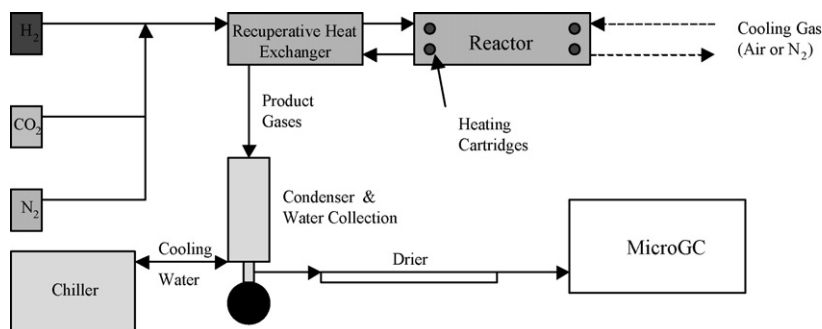 H₂
Recuperative Heat
Exchanger
Reactor
Cooling Gas
(Air or N₂)
CO₂
Product
Gases
Heating
Cartridges
N₂
Condenser &
Water Collection
Chiller
Cooling
Water
Drier
MicroGC